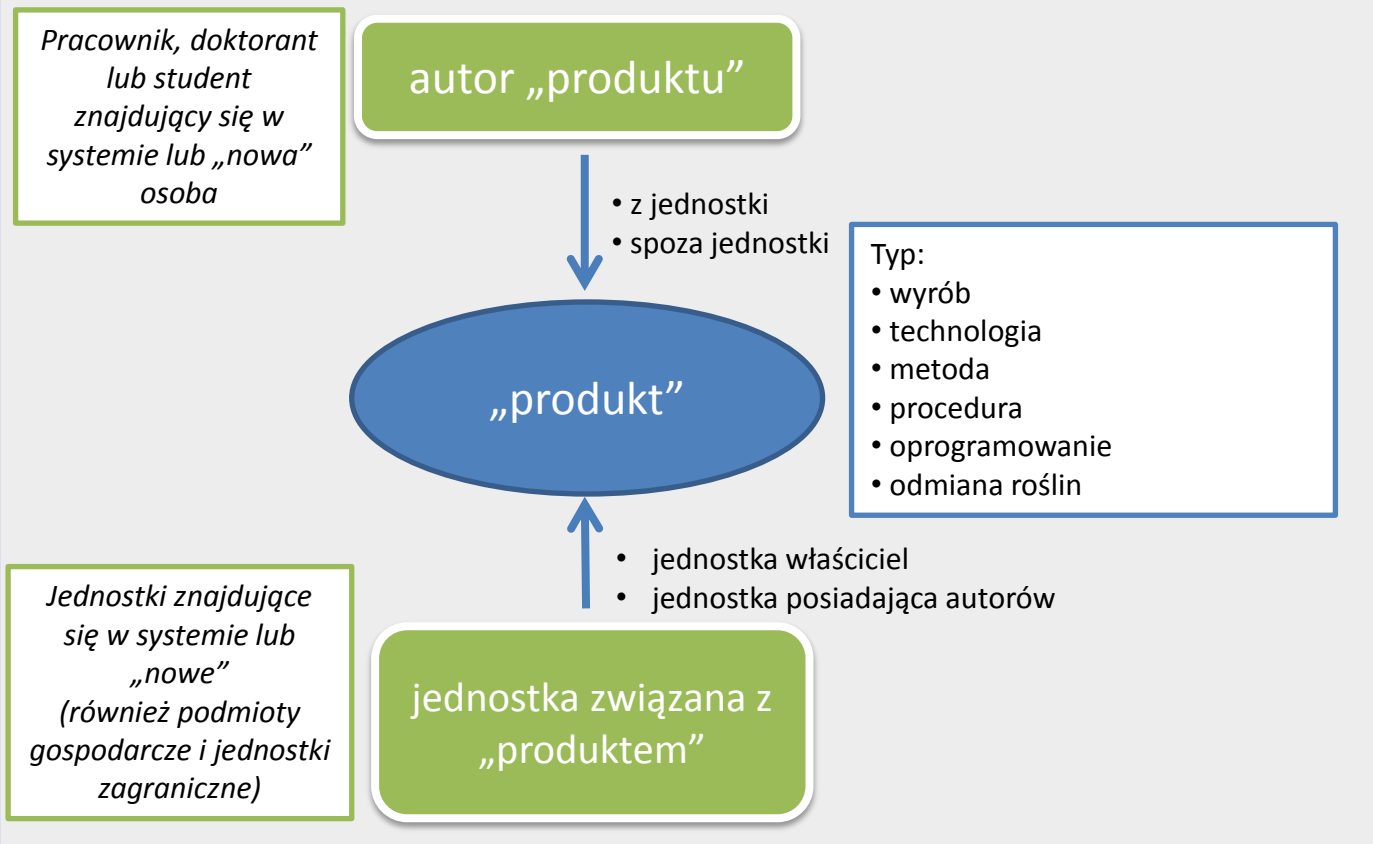 Pracownik, doktorant
lub student
znajdujący się w
systemie lub „nowa”
osoba
autor „produktu”
• z jednostki
• spoza jednostki
Typ:
• wyrób
• technologia
• metoda
• procedura
• oprogramowanie
• odmiana roślin
„produkt”
• jednostka właściciel
• jednostka posiadająca autorów
Jednostki znajdujące
się w systemie lub
„nowe”
(również podmioty
gospodarcze i jednostki
zagraniczne)
jednostka związana z
„produktem”